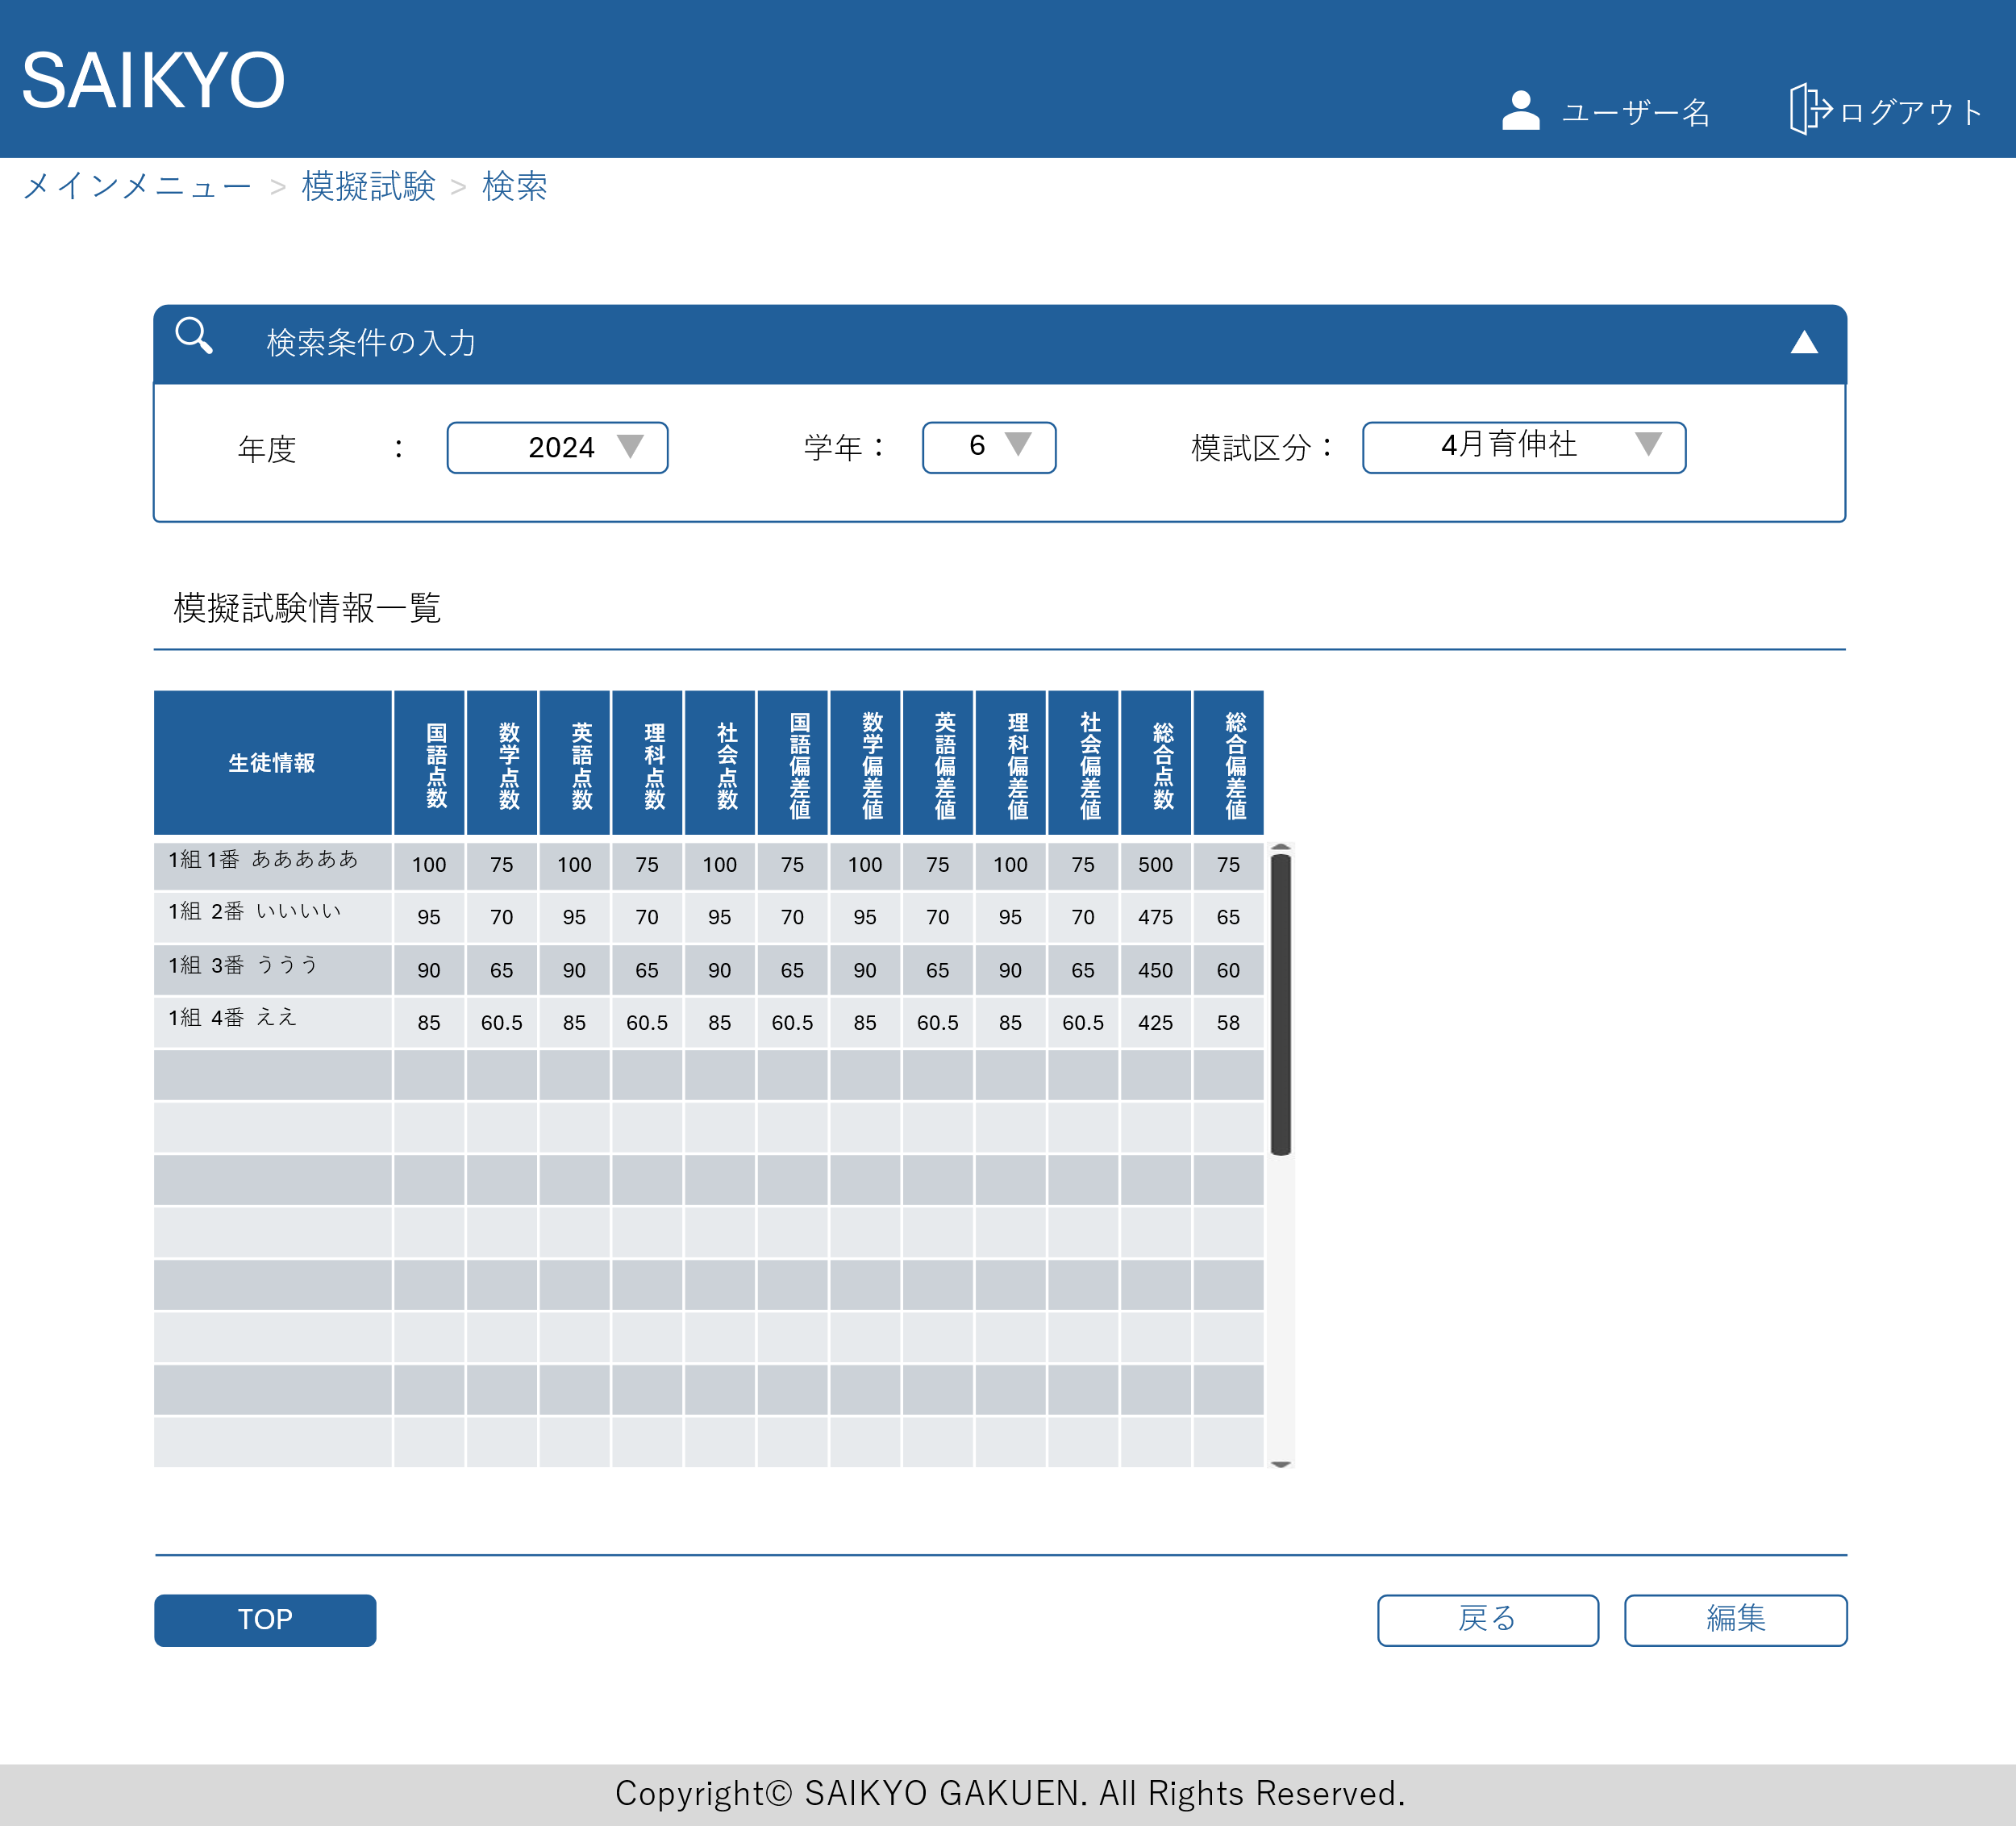 SAIKYO
ユーザー名 ログアウト
メインメニュー > 模擬試験 > 検索
検索条件の入力
年度 : 2024 学年： 6 模試区分： 4月育伸社
模擬試験情報一覧
生徒情報 国語点数 数学点数 英語点数 理科点数 社会点数 国語偏差値 数学偏差値 英語偏差値 理科偏差値 社会偏差値 総合点数 総合偏差値
1組 1番 あああああ 100 75 100 75 100 75 100 75 100 75 500 75
1組 2番 いいいい 95 70 95 70 95 70 95 70 95 70 475 65
1組 3番 ううう 90 65 90 65 90 65 90 65 90 65 450 60
1組 4番 ええ 85 60.5 85 60.5 85 60.5 85 60.5 85 60.5 425 58
TOP 戻る 編集
Copyright© SAIKYO GAKUEN. All Rights Reserved.